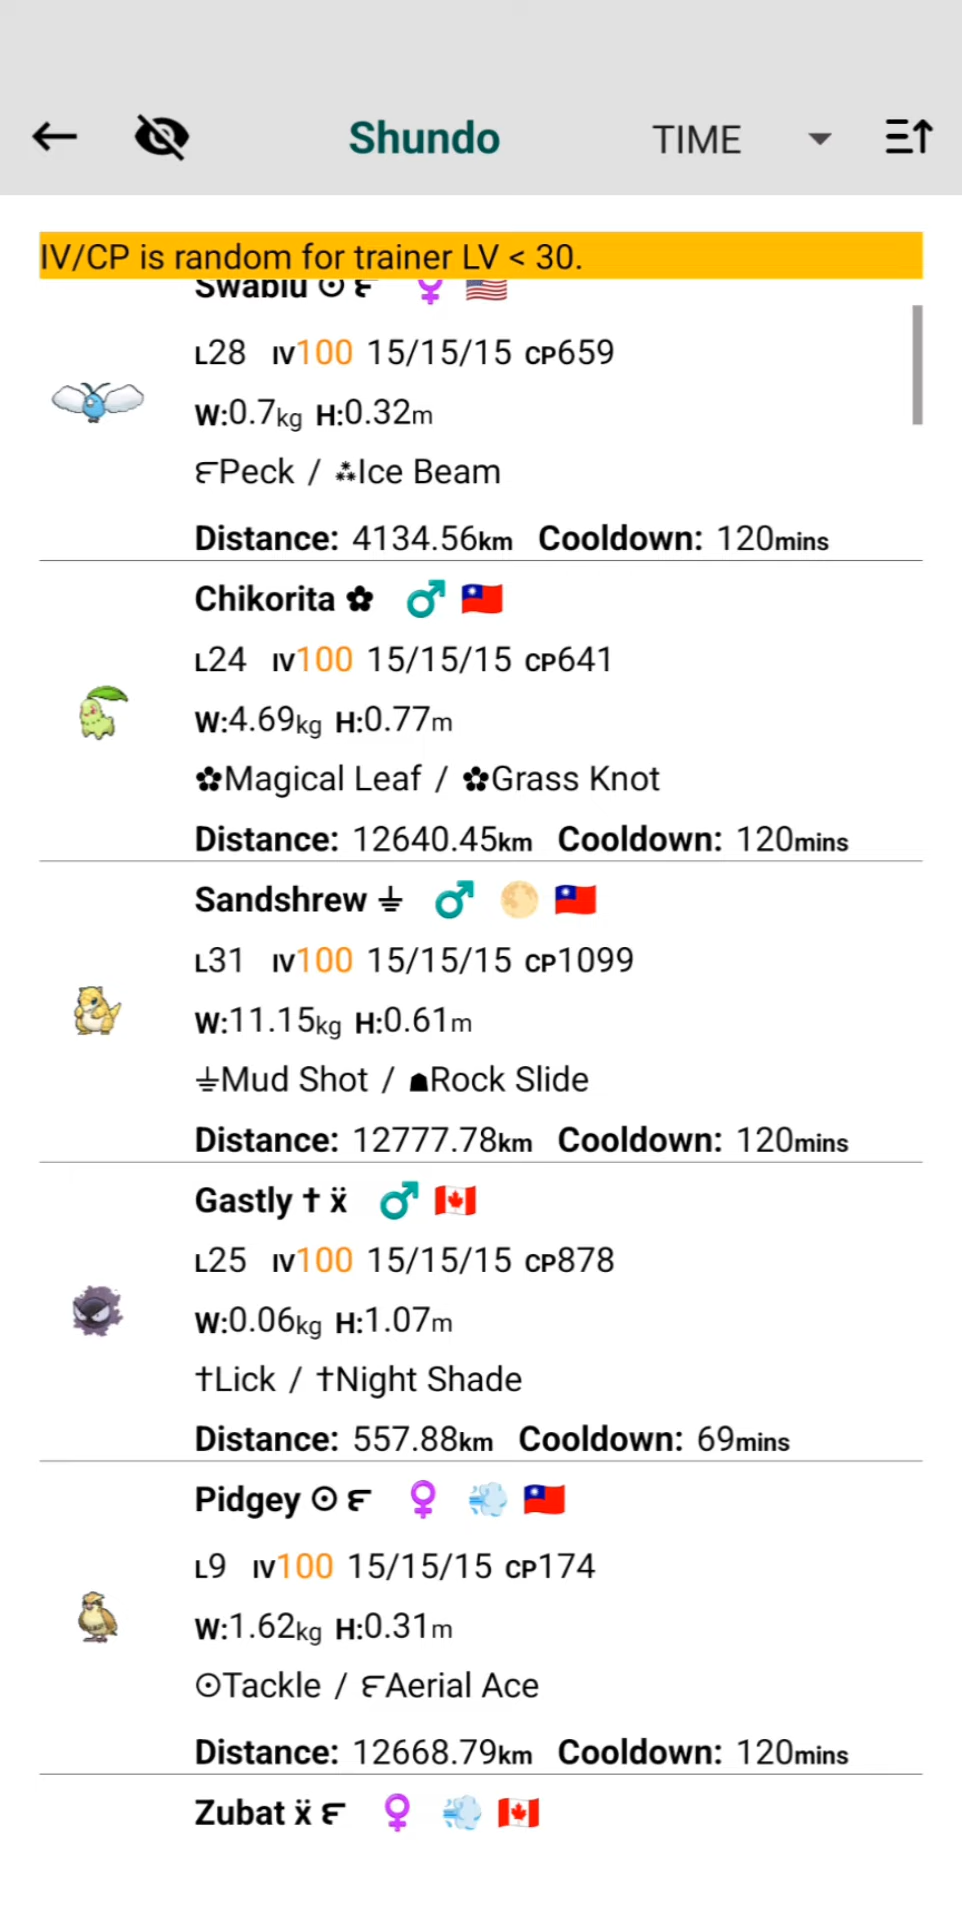 Shundo TIME
IV/CP is random for trainer LV < 30.
Swablu
L28 IV100 15/15/15 CP659
W:0.7kg H:0.32m
Peck / Ice Beam
Distance: 4134.56km Cooldown: 120mins
Chikorita
L24 IV100 15/15/15 CP641
W:4.69kg H:0.77m
Magical Leaf / Grass Knot
Distance: 12640.45km Cooldown: 120mins
Sandshrew
L31 IV100 15/15/15 CP1099
W:11.15kg H:0.61m
Mud Shot / Rock Slide
Distance: 12777.78km Cooldown: 120mins
Gastly
L25 IV100 15/15/15 CP878
W:0.06kg H:1.07m
Lick / Night Shade
Distance: 557.88km Cooldown: 69mins
Pidgey
L9 IV100 15/15/15 CP174
W:1.62kg H:0.31m
Tackle / Aerial Ace
Distance: 12668.79km Cooldown: 120mins
Zubat